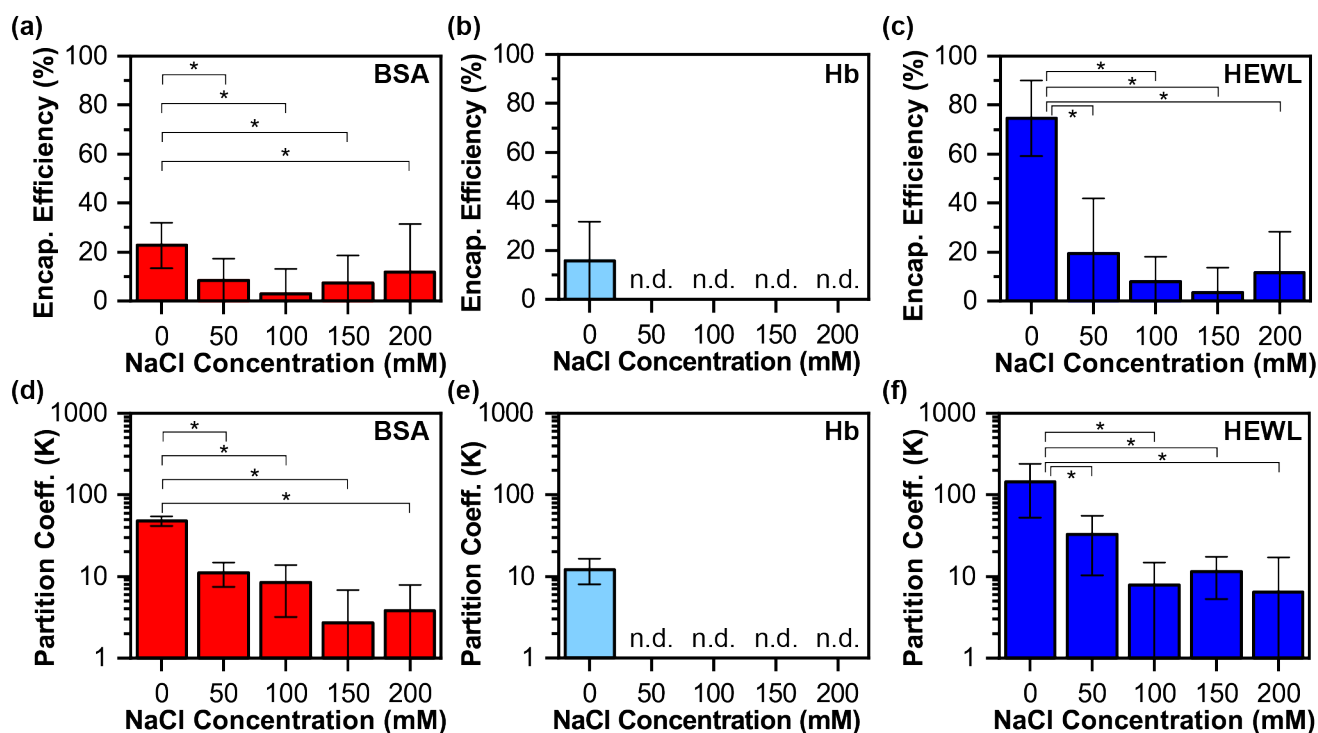 (a)
BSA
Encap. Efficiency (%)
100
80
60
40
20
0
*
*
*
*
0 50 100 150 200
NaCl Concentration (mM)
(b)
Hb
Encap. Efficiency (%)
100
80
60
40
20
0
n.d. n.d. n.d. n.d.
0 50 100 150 200
NaCl Concentration (mM)
(c)
HEWL
Encap. Efficiency (%)
100
80
60
40
20
0
*
*
*
*
0 50 100 150 200
NaCl Concentration (mM)
(d)
BSA
Partition Coeff. (K)
1000
100
10
1
*
*
*
*
0 50 100 150 200
NaCl Concentration (mM)
(e)
Hb
Partition Coeff. (K)
1000
100
10
1
n.d. n.d. n.d. n.d.
0 50 100 150 200
NaCl Concentration (mM)
(f)
HEWL
Partition Coeff. (K)
1000
100
10
1
*
*
*
*
0 50 100 150 200
NaCl Concentration (mM)